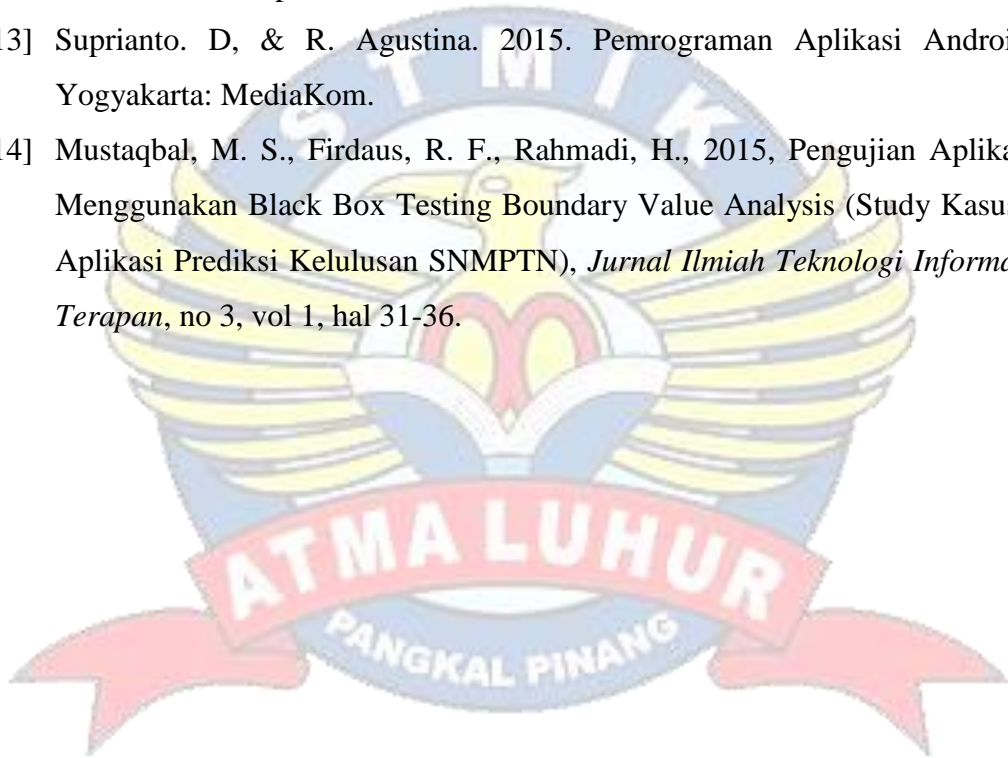 13] Suprianto. D, & R. Agustina. 2015. Pemrograman Aplikasi Androi
Yogyakarta: MediaKom.
14] Mustaqbal, M. S., Firdaus, R. F., Rahmadi, H., 2015, Pengujian Aplika
Menggunakan Black Box Testing Boundary Value Analysis (Study Kasu
Aplikasi Prediksi Kelulusan SNMPTN), Jurnal Ilmiah Teknologi Informa
Terapan, no 3, vol 1, hal 31-36.
STMIK
ATMA LUHUR
PANGKAL PINANG